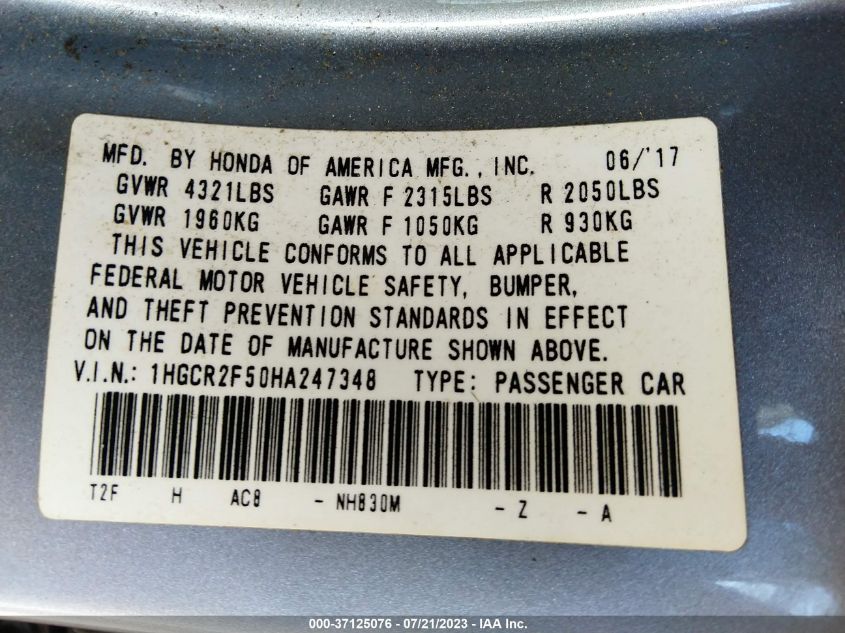 MFD. BY HONDA OF AMERICA MFG., INC. 06/'17
GVWR 4321LBS GAWR F 2315LBS R 2050LBS
GVWR 1960KG GAWR F 1050KG R 930KG
THIS VEHICLE CONFORMS TO ALL APPLICABLE
FEDERAL MOTOR VEHICLE SAFETY, BUMPER,
AND THEFT PREVENTION STANDARDS IN EFFECT
ON THE DATE OF MANUFACTURE SHOWN ABOVE.
V.I.N.: 1HGCR2F50HA247348 TYPE: PASSENGER CAR
T2F H AC8 - NH830M - Z - A
000-37125076 / 07/21/2023 - IAA Inc.